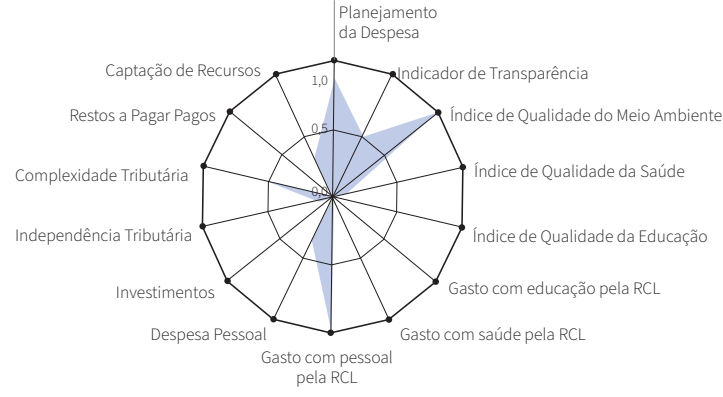 Planejamento
da Despesa
Captação de Recursos
1,0
Indicador de Transparência
Restos a Pagar Pagos
0,5
Índice de Qualidade do Meio Ambiente
Complexidade Tributária
0,0
Índice de Qualidade da Saúde
Independência Tributária
Índice de Qualidade da Educação
Investimentos
Gasto com educação pela RCL
Despesa Pessoal
Gasto com saúde pela RCL
Gasto com pessoal
pela RCL